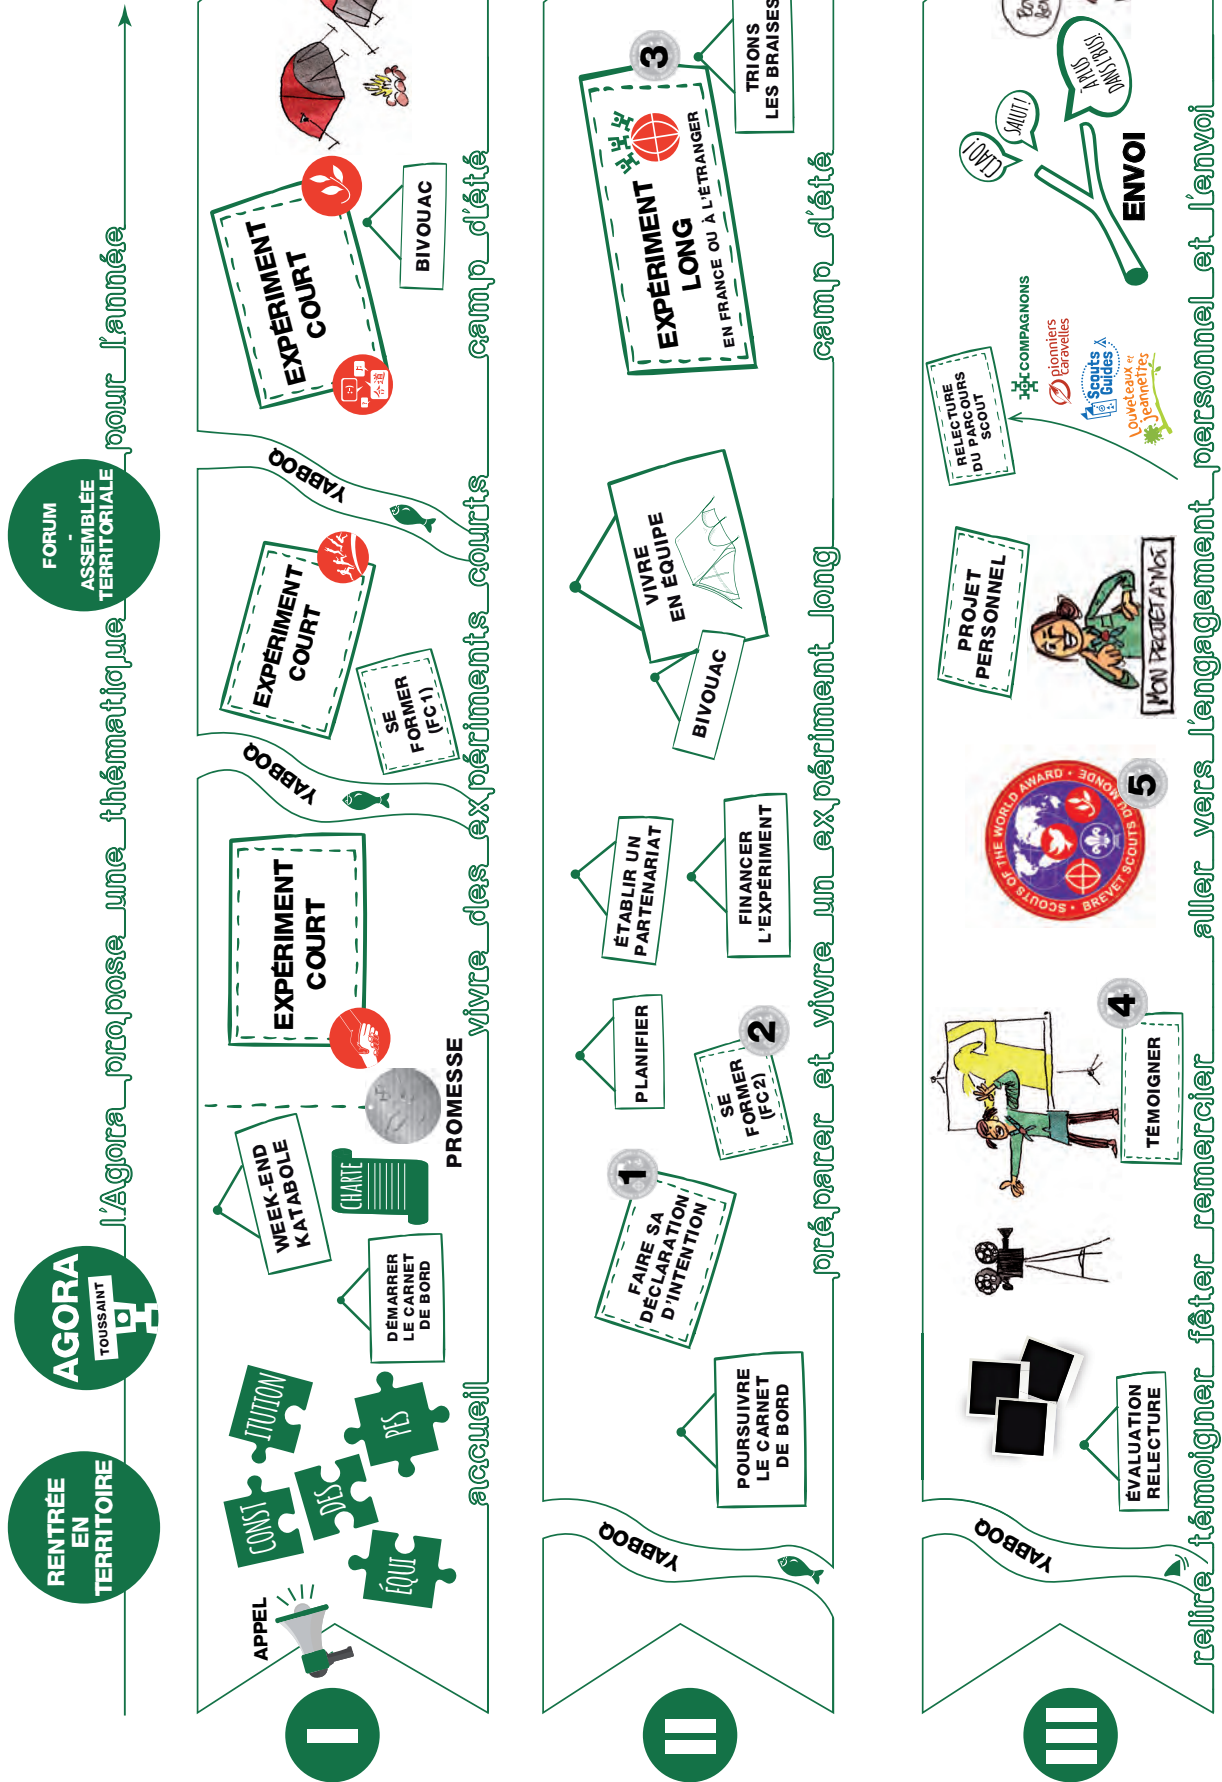 RENTRÉE
EN
TERRITOIRE
AGORA
TOUSSAINT
l'Agora propose une thématique pour l'année
FORUM
-
ASSEMBLÉE
TERRITORIALE
I
APPEL
CONST
ITUTION
DES
ÉQUI
PES
accueil
DÉMARRER
LE CARNET
DE BORD
WEEK-END
KATABOLE
CHARTE
PROMESSE
EXPÉRIMENT
COURT
vivre des expériments courts
YABBOQ
SE
FORMER
(FC1)
EXPÉRIMENT
COURT
YABBOQ
EXPÉRIMENT
COURT
BIVOUAC
camp d'été
II
YABBOQ
POURSUIVRE
LE CARNET
DE BORD
FAIRE SA
DÉCLARATION
D'INTENTION
1
SE
FORMER
(FC2)
2
PLANIFIER
ÉTABLIR UN
PARTENARIAT
FINANCER
L'EXPÉRIMENT
préparer et vivre un expériment long
BIVOUAC
VIVRE
EN ÉQUIPE
EXPÉRIMENT
LONG
EN FRANCE OU À L'ÉTRANGER
3
TRIONS
LES BRAISES
camp d'été
III
YABBOQ
ÉVALUATION
RELECTURE
relire témoigner fêter remercier
TÉMOIGNER
4
SCOUTS OF THE WORLD AWARD • BREVET SCOUTS DU MONDE •
5
PROJET
PERSONNEL
MON PROJET À MOI
RELECTURE
DU PARCOURS
SCOUT
COMPAGNONS
pionniers
caravelles
Scouts
Guides
Louveteaux et
jeannettes
CIAO!
SALUT!
À PLUS
DANS L'BUS!
ENVOI
aller vers l'engagement personnel et l'envoi